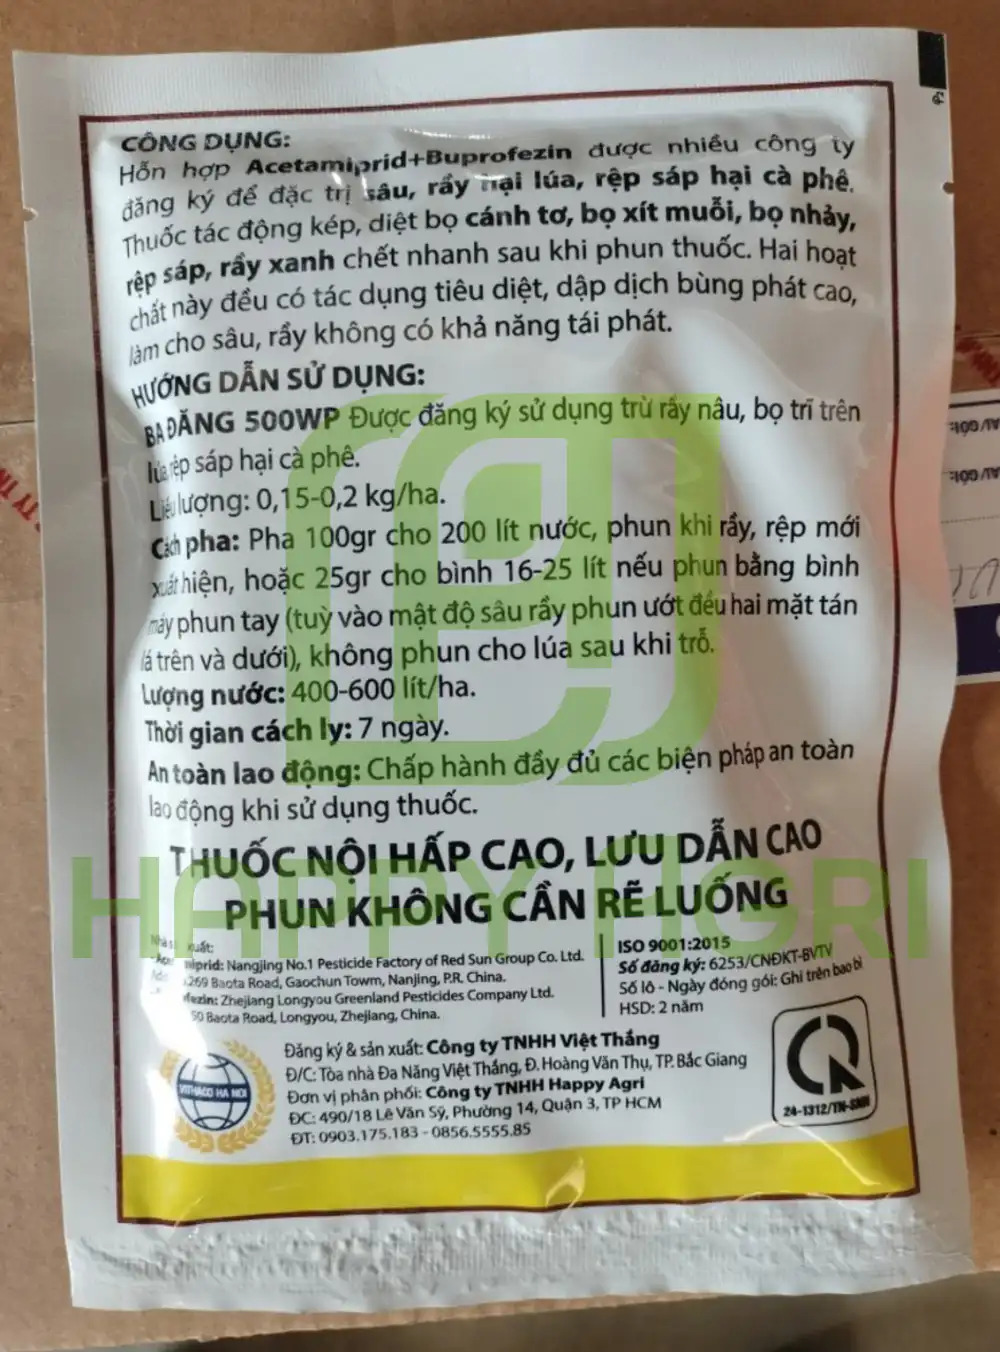 CÔNG DỤNG:
Hỗn hợp Acetamiprid+Buprofezin được nhiều công ty
đăng ký để đặc trị sâu, rầy hại lúa, rệp sáp hại cà phê.
Thuốc tác động kép, diệt bọ cánh tơ, bọ xít muỗi, bọ nhảy,
rệp sáp, rầy xanh chết nhanh sau khi phun thuốc. Hai hoạt
chất này đều có tác dụng tiêu diệt, dập dịch bùng phát cao,
làm cho sâu, rầy không có khả năng tái phát.
HƯỚNG DẪN SỬ DỤNG:
BA ĐĂNG 500WP Được đăng ký sử dụng trừ rầy nâu, bọ trĩ trên
lúa rệp sáp hại cà phê.
Liều lượng: 0,15-0,2 kg/ha.
Cách pha: Pha 100gr cho 200 lít nước, phun khi rầy, rệp mới
xuất hiện, hoặc 25gr cho bình 16-25 lít nếu phun bằng bình
máy phun tay (tuỳ vào mật độ sâu rầy phun ướt đều hai mặt tán
lá trên và dưới), không phun cho lúa sau khi trỗ.
Lượng nước: 400-600 lít/ha.
Thời gian cách ly: 7 ngày.
An toàn lao động: Chấp hành đầy đủ các biện pháp an toàn
lao động khi sử dụng thuốc.
THUỐC NỘI HẤP CAO, LƯU DẪN CAO
PHUN KHÔNG CẦN RẼ LUỐNG
HAPPY AGRI
xuất:
miprid: Nangjing No.1 Pesticide Factory of Red Sun Group Co. Ltd.
269 Baota Road, Gaochun Towm, Nanjing, P.R. China.
fezin: Zhejiang Longyou Greenland Pesticides Company Ltd.
50 Baota Road, Longyou, Zhejiang, China.
ISO 9001:2015
Số đăng ký: 6253/CNĐKT-BVTV
Số lô - Ngày đóng gói: Ghi trên bao bì
HSD: 2 năm
VITHACO HA NOI
Đăng ký & sản xuất: Công ty TNHH Việt Thắng
Đ/C: Tòa nhà Đa Năng Việt Thắng, Đ. Hoàng Văn Thụ, TP. Bắc Giang
Đơn vị phân phối: Công ty TNHH Happy Agri
ĐC: 490/18 Lê Văn Sỹ, Phường 14, Quận 3, TP HCM
ĐT: 0903.175.183 - 0856.5555.85
24-1312/TN-SNN